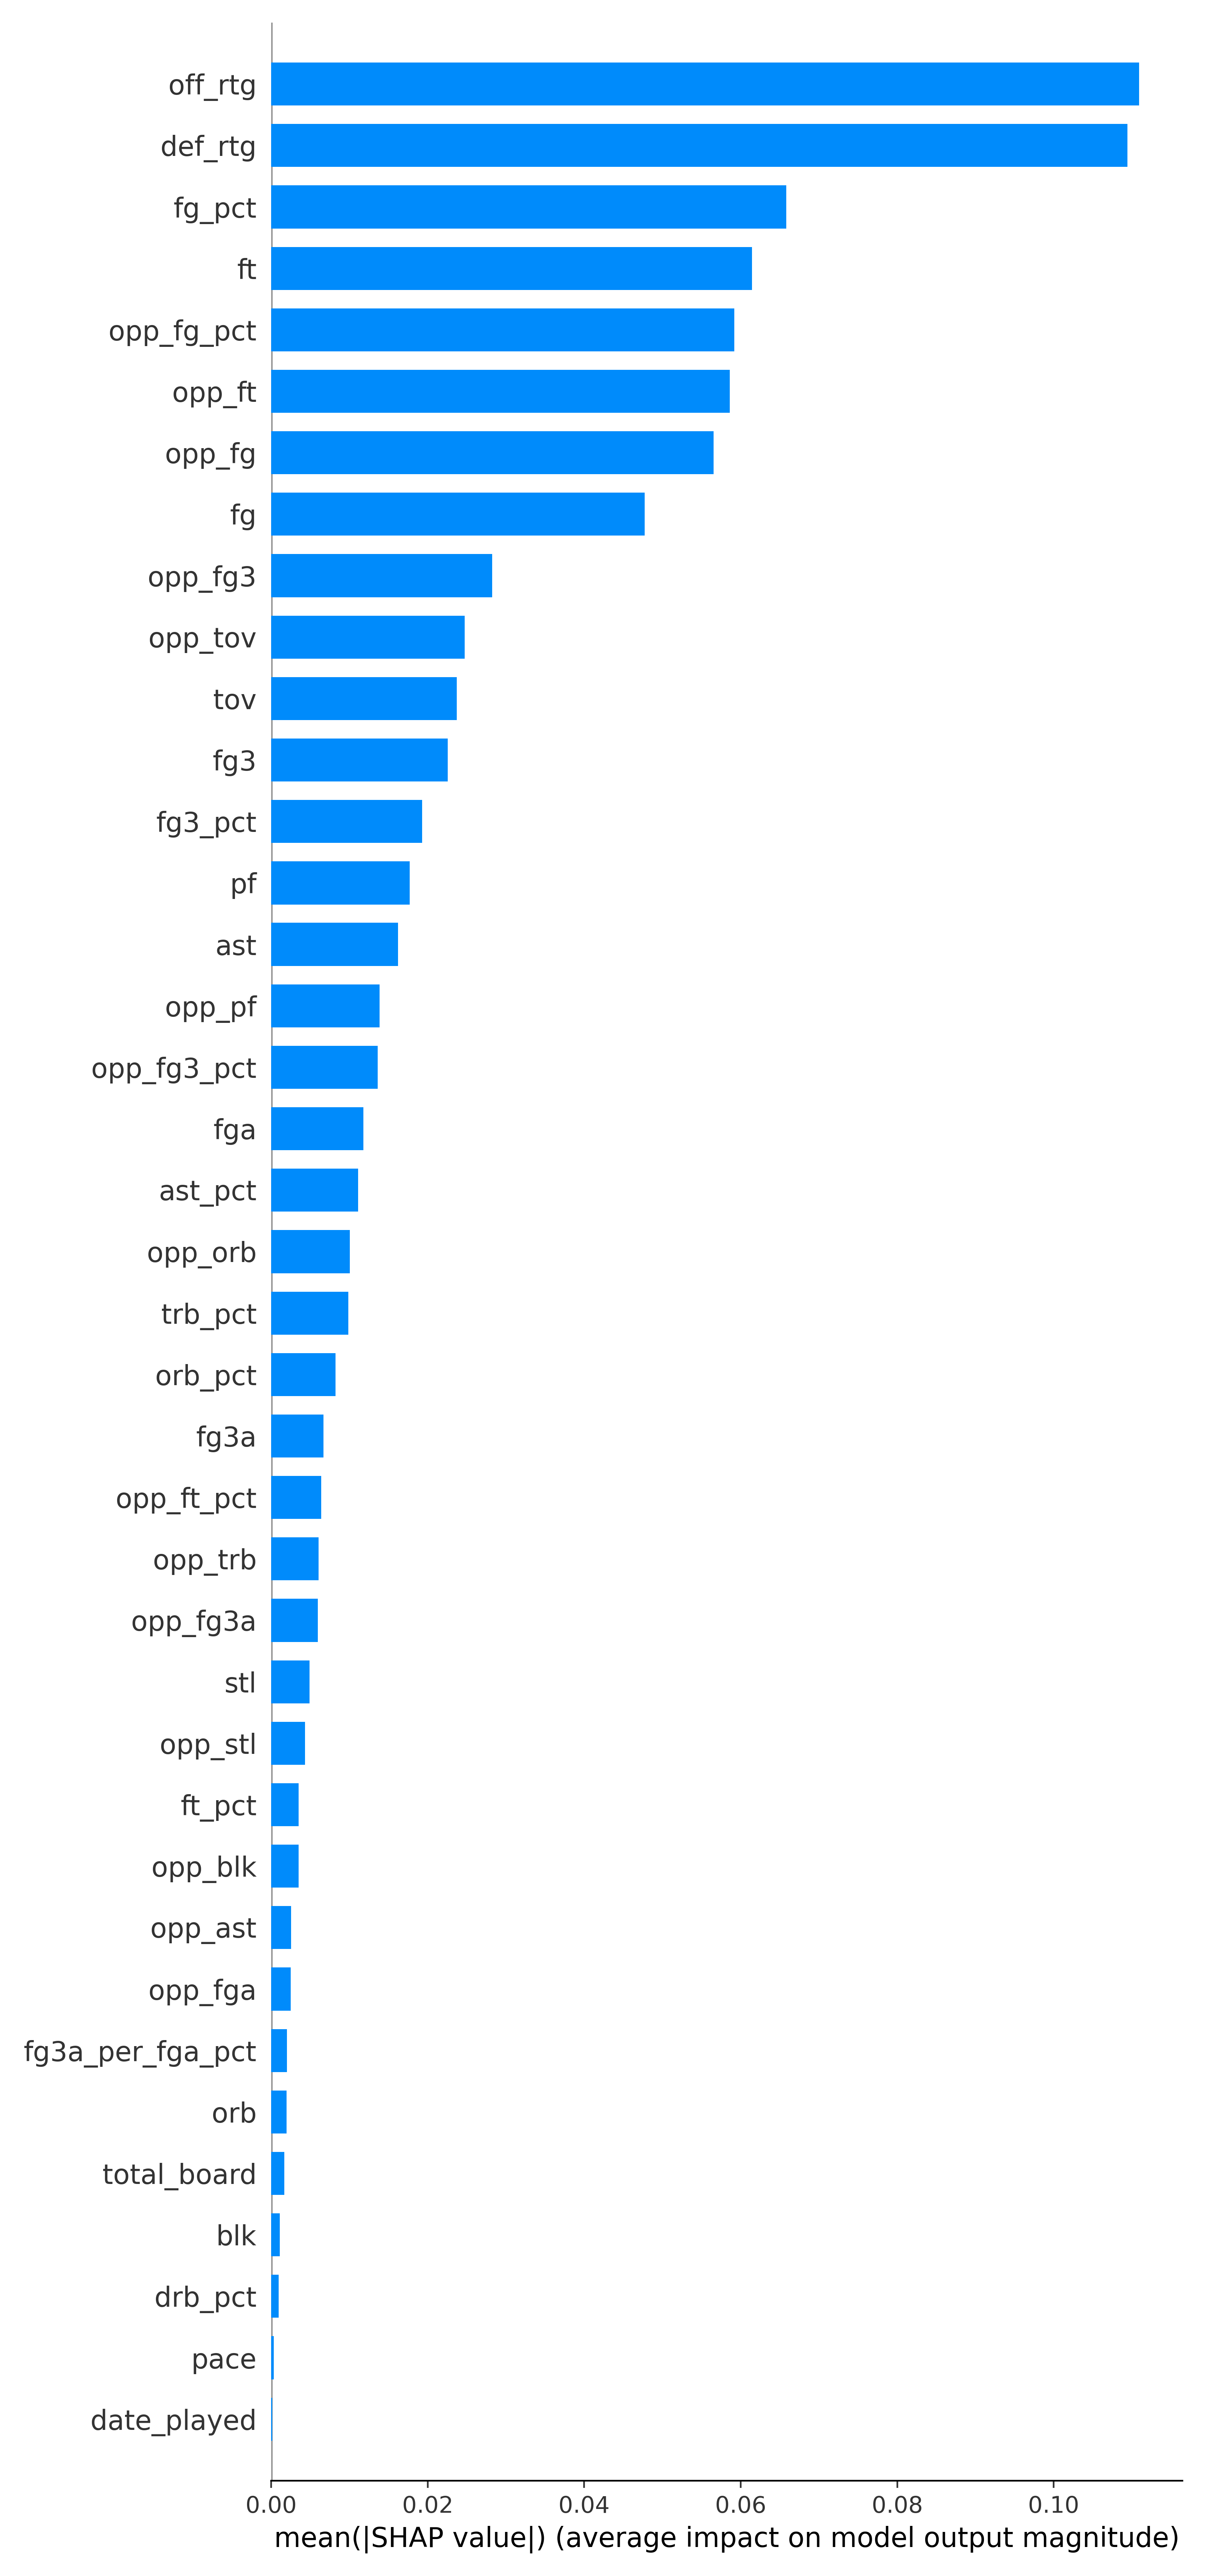 off_rtg
def_rtg
fg_pct
ft
opp_fg_pct
opp_ft
opp_fg
fg
opp_fg3
opp_tov
tov
fg3
fg3_pct
pf
ast
opp_pf
opp_fg3_pct
fga
ast_pct
opp_orb
trb_pct
orb_pct
fg3a
opp_ft_pct
opp_trb
opp_fg3a
stl
opp_stl
ft_pct
opp_blk
opp_ast
opp_fga
fg3a_per_fga_pct
orb
total_board
blk
drb_pct
pace
date_played
0.00 0.02 0.04 0.06 0.08 0.10
mean(|SHAP value|) (average impact on model output magnitude)